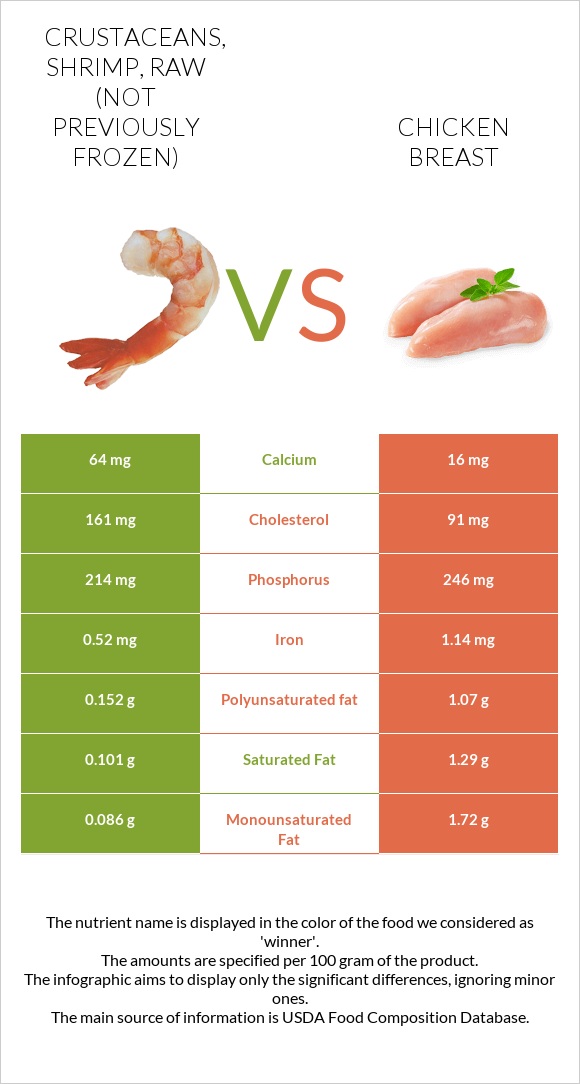 CRUSTACEANS,
SHRIMP, RAW
(NOT
PREVIOUSLY
FROZEN)
CHICKEN
BREAST
VS
64 mg Calcium 16 mg
161 mg Cholesterol 91 mg
214 mg Phosphorus 246 mg
0.52 mg Iron 1.14 mg
0.152 g Polyunsaturated fat 1.07 g
0.101 g Saturated Fat 1.29 g
0.086 g Monounsaturated 1.72 g
Fat
The nutrient name is displayed in the color of the food we considered as
'winner'.
The amounts are specified per 100 gram of the product.
The infographic aims to display only the significant differences, ignoring minor
ones.
The main source of information is USDA Food Composition Database.